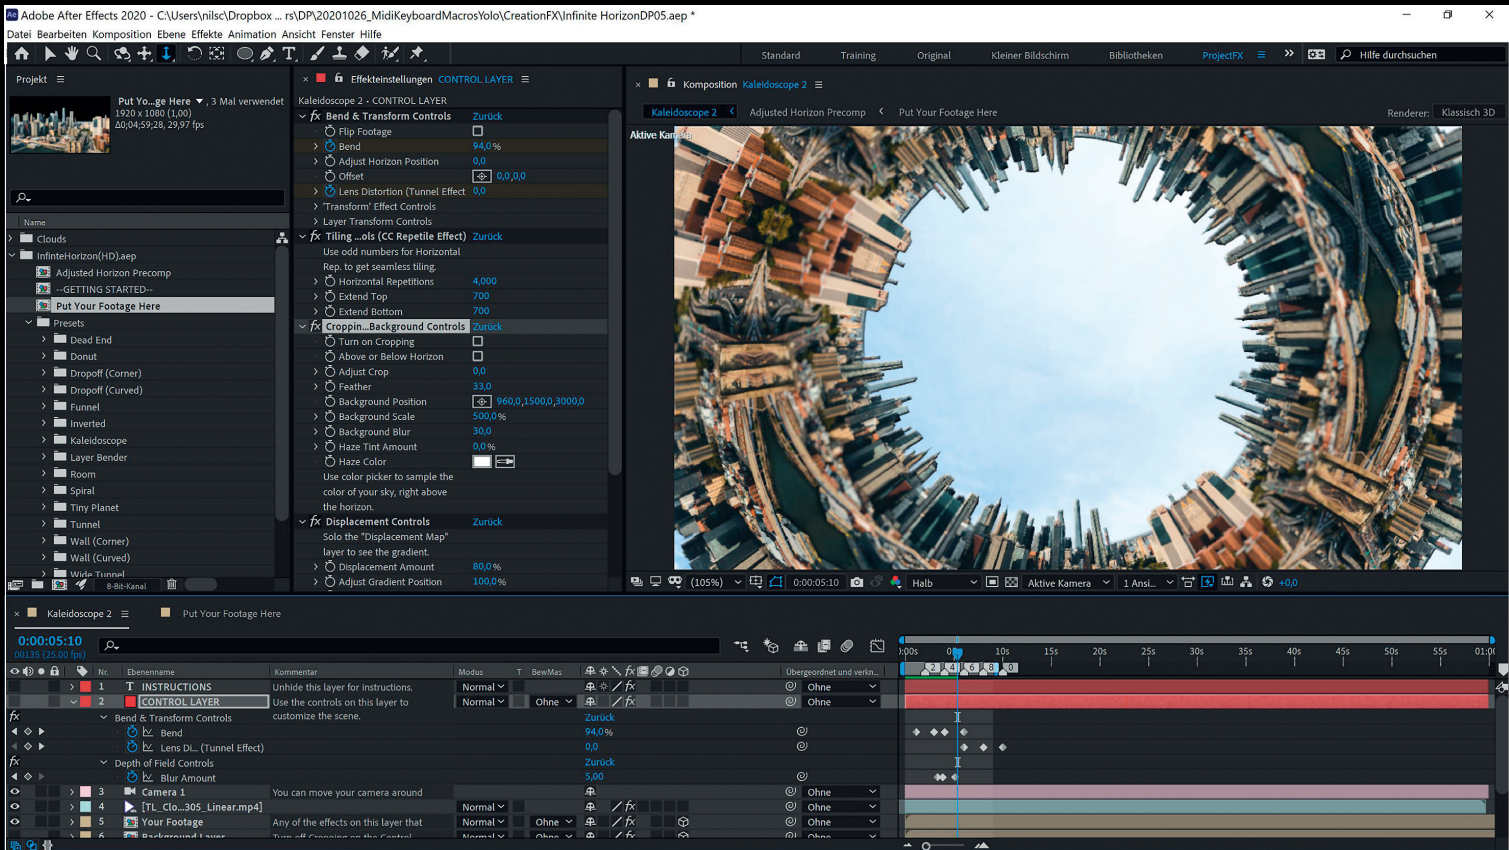 Adobe After Effects 2020 - C:\Users\nilsc\Dropbox ... rs\DP\20201026_MidiKeyboardMacrosYolo\CreationFX\Infinite HorizonDP05.aep *
Datei Bearbeiten Komposition Ebene Effekte Animation Ansicht Fenster Hilfe
Standard Training Original Kleiner Bildschirm Bibliotheken ProjectFX Hilfe durchsuchen
Projekt
Put Yo...ge Here , 3 Mal verwendet
1920 x 1080 (1,00)
Δ0;04;59;28, 29,97 fps
Name
Clouds
InfinteHorizon(HD).aep
Adjusted Horizon Precomp
--GETTING STARTED--
Put Your Footage Here
Presets
Dead End
Donut
Dropoff (Corner)
Dropoff (Curved)
Funnel
Inverted
Kaleidoscope
Layer Bender
Room
Spiral
Tiny Planet
Tunnel
Wall (Corner)
Wall (Curved)
Wide Tunnel
8-Bit-Kanal
Effekteinstellungen CONTROL LAYER
Kaleidoscope 2 • CONTROL LAYER
Bend & Transform Controls Zurück
Flip Footage
Bend 94,0%
Adjust Horizon Position 0,0
Offset 0,0,0,0
Lens Distortion (Tunnel Effect 0,0
'Transform' Effect Controls
Layer Transform Controls
Tiling ...ols (CC Repetile Effect) Zurück
Use odd numbers for Horizontal
Rep. to get seamless tiling.
Horizontal Repetitions 4,000
Extend Top 700
Extend Bottom 700
Croppin...Background Controls Zurück
Turn on Cropping
Above or Below Horizon
Adjust Crop 0,0
Feather 33,0
Background Position 960,0,1500,0,3000,0
Background Scale 500,0%
Background Blur 30,0
Haze Tint Amount 0,0%
Haze Color
Use color picker to sample the
color of your sky, right above
the horizon.
Displacement Controls Zurück
Solo the "Displacement Map"
layer to see the gradient.
Displacement Amount 80,0%
Adjust Gradient Position 100,0%
Komposition Kaleidoscope 2
Kaleidoscope 2 Adjusted Horizon Precomp Put Your Footage Here
Renderer: Klassisch 3D
Aktive Kamera
(105%) 0:00:05:10 Halb Aktive Kamera 1 Ansi... +0,0
Kaleidoscope 2 Put Your Footage Here
0:00:05:10
00135 (25.00 fps)
Nr. Ebenenname Kommentar Modus T BewMas Übergeordnet und verkn...
10s 15s 20s 25s 30s 35s 40s 45s 50s 55s
2 4 6 8 0
1 T INSTRUCTIONS Unhide this layer for instructions. Normal Ohne
2 CONTROL LAYER Use the controls on this layer to Normal Ohne Ohne
customize the scene.
Bend & Transform Controls Zurück
Bend 94,0%
Lens Di... (Tunnel Effect) 0,0
Depth of Field Controls Zurück
Blur Amount 5,00
3 Camera 1 You can move your camera around Ohne
4 [TL_Clo...305_Linear.mp4] Normal Ohne
5 Your Footage Any of the effects on this layer that Normal Ohne Ohne
6 Background Layer Turn off Cropping on the Control Normal Ohne Ohne